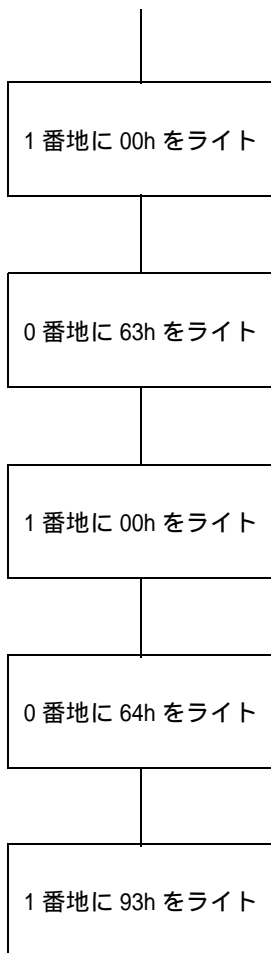 1 番地に 00h をライト
0 番地に 63h をライト
1 番地に 00h をライト
0 番地に 64h をライト
1 番地に 93h をライト